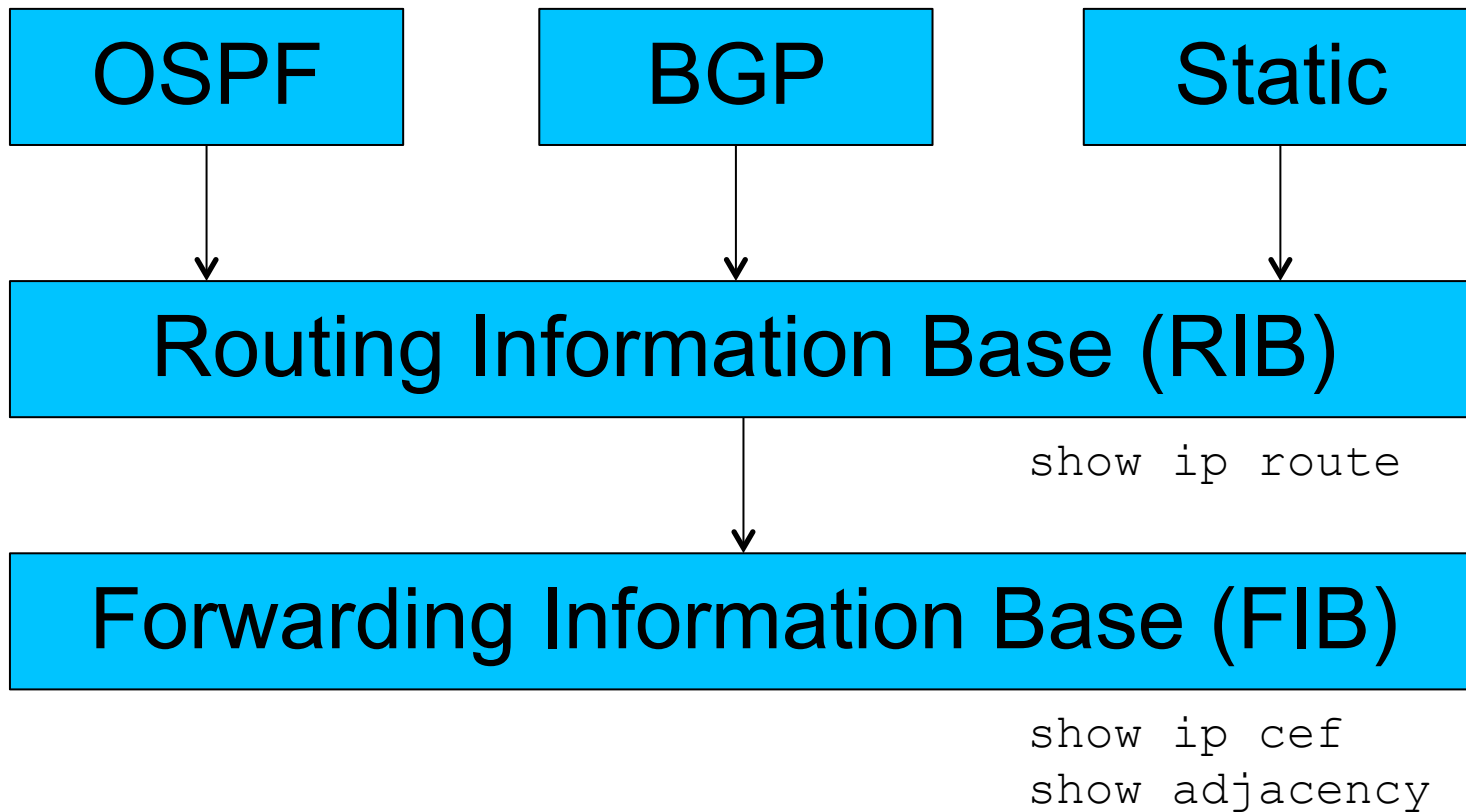 OSPF
BGP
Static
Routing Information Base (RIB)
show ip route
Forwarding Information Base (FIB)
show ip cef
show adjacency